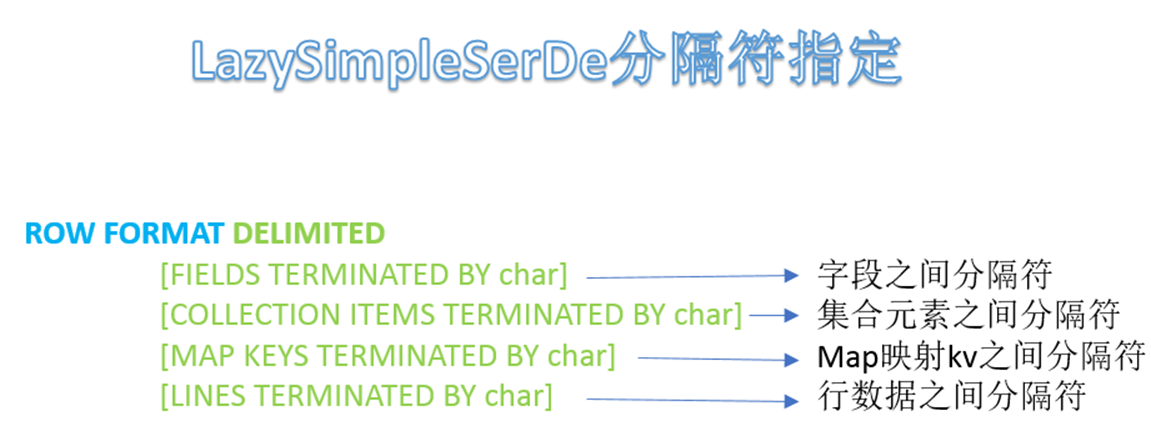 LazySimpleSerDe分隔符指定
ROW FORMAT DELIMITED
[FIELDS TERMINATED BY char] 字段之间分隔符
[COLLECTION ITEMS TERMINATED BY char] 集合元素之间分隔符
[MAP KEYS TERMINATED BY char] Map映射kv之间分隔符
[LINES TERMINATED BY char] 行数据之间分隔符